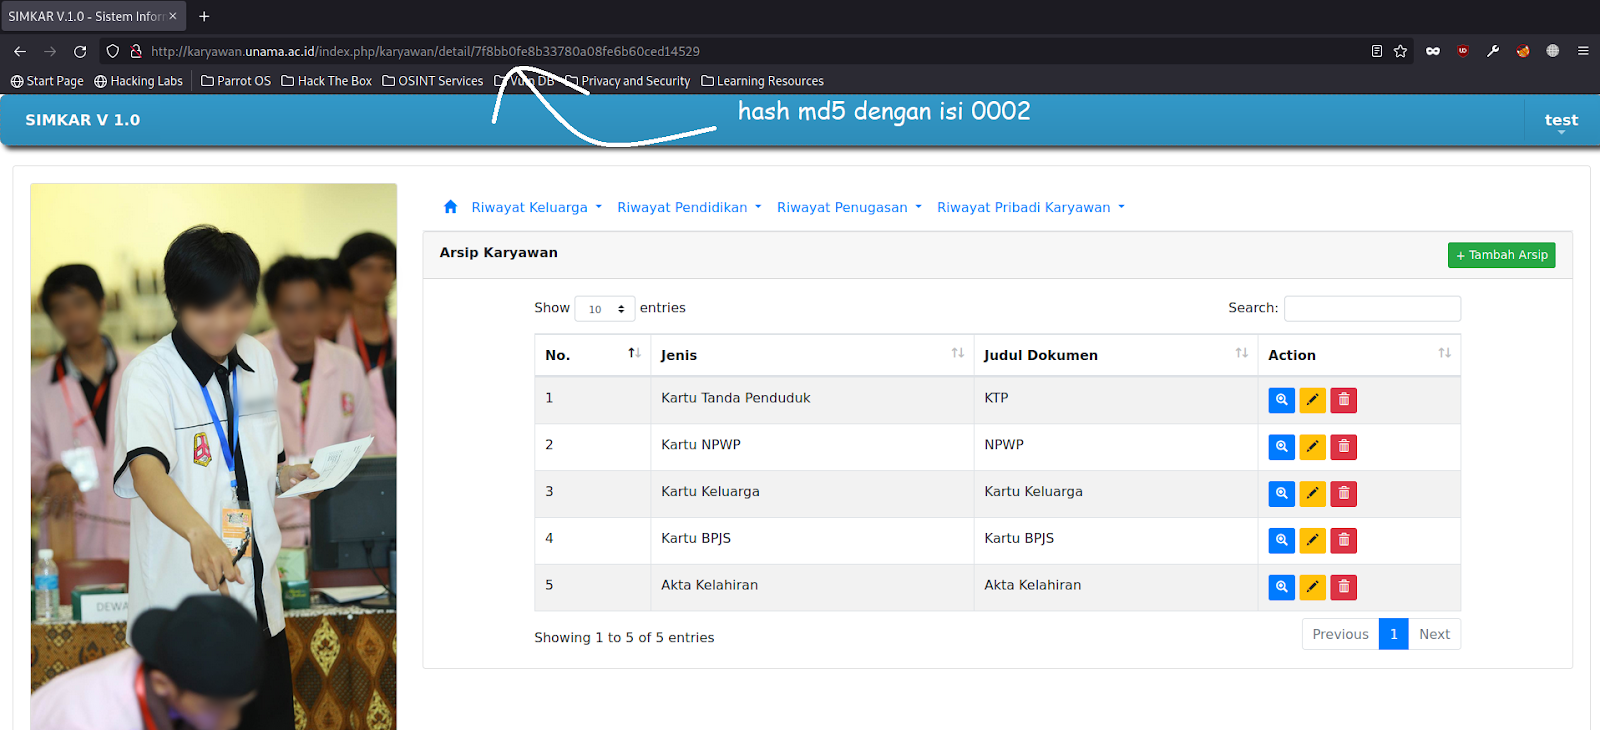 SIMKAR V.1.0 - Sistem Inform
http://karyawan.unama.ac.id/index.php/karyawan/detail/7f8bb0fe8b33780a08fe6b60ced14529
Start Page Hacking Labs Parrot OS Hack The Box OSINT Services Vuln DB Privacy and Security Learning Resources
hash md5 dengan isi 0002
SIMKAR V 1.0
test
Riwayat Keluarga Riwayat Pendidikan Riwayat Penugasan Riwayat Pribadi Karyawan
Arsip Karyawan
+ Tambah Arsip
Show 10 entries
Search:
No. Jenis Judul Dokumen Action
1 Kartu Tanda Penduduk KTP
2 Kartu NPWP NPWP
3 Kartu Keluarga Kartu Keluarga
4 Kartu BPJS Kartu BPJS
5 Akta Kelahiran Akta Kelahiran
Showing 1 to 5 of 5 entries
Previous 1 Next
DEWA